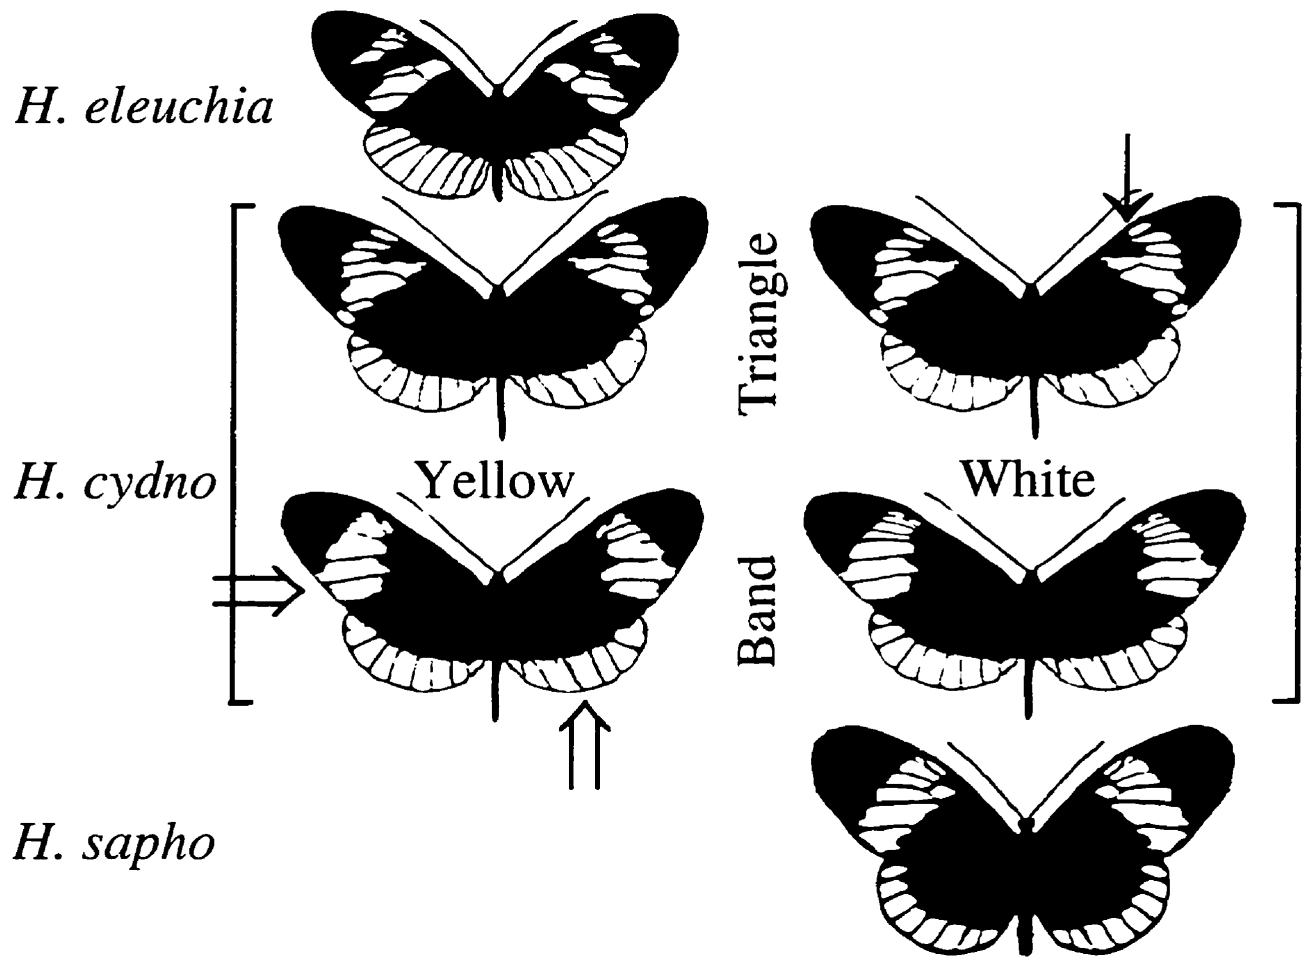 H. eleuchia
Triangle
H. cydno
Yellow
White
Band
H. sapho